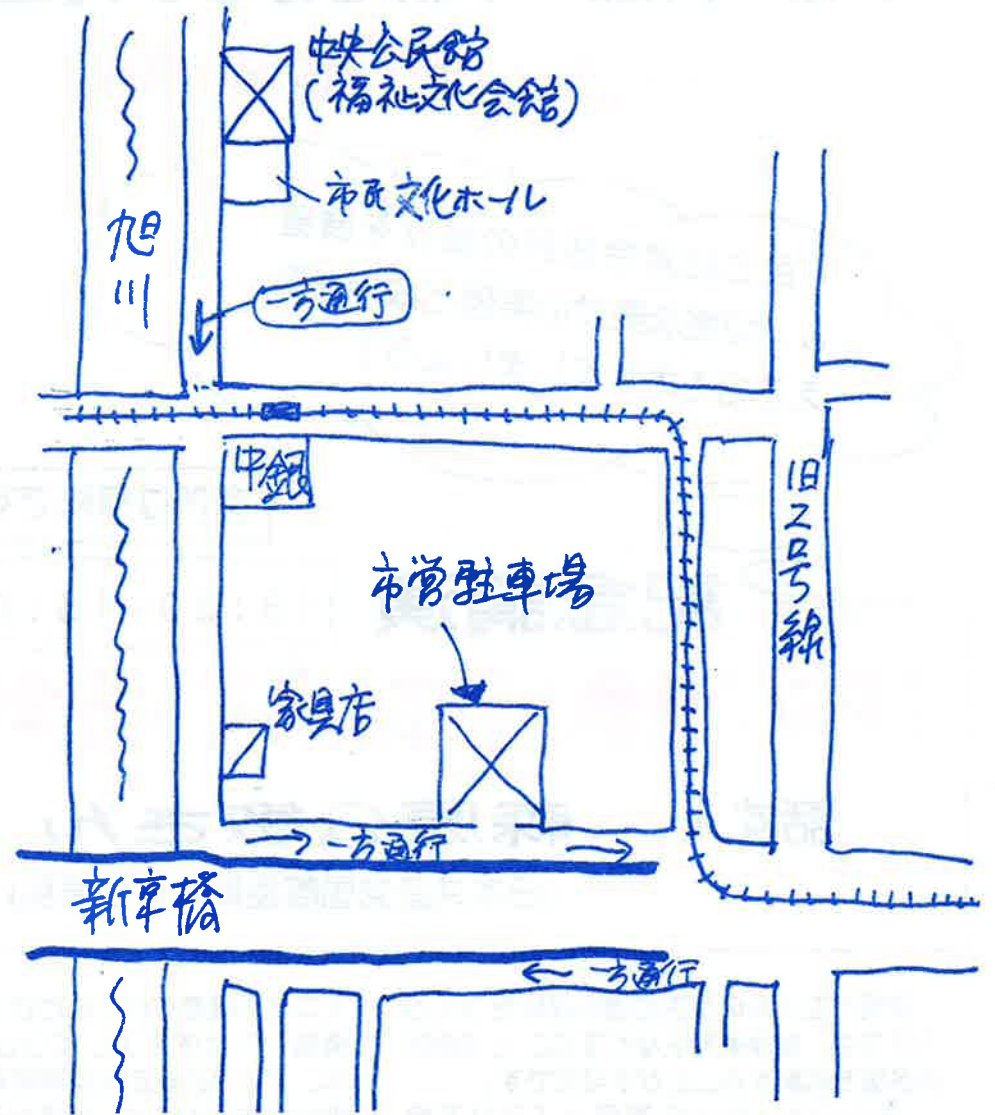 中央公民館
(福祉文化会館)
市民文化ホール
旭川
一方通行
中銀
旧2号線
市営駐車場
家具店
→一方通行→
新京橋
←一方通行